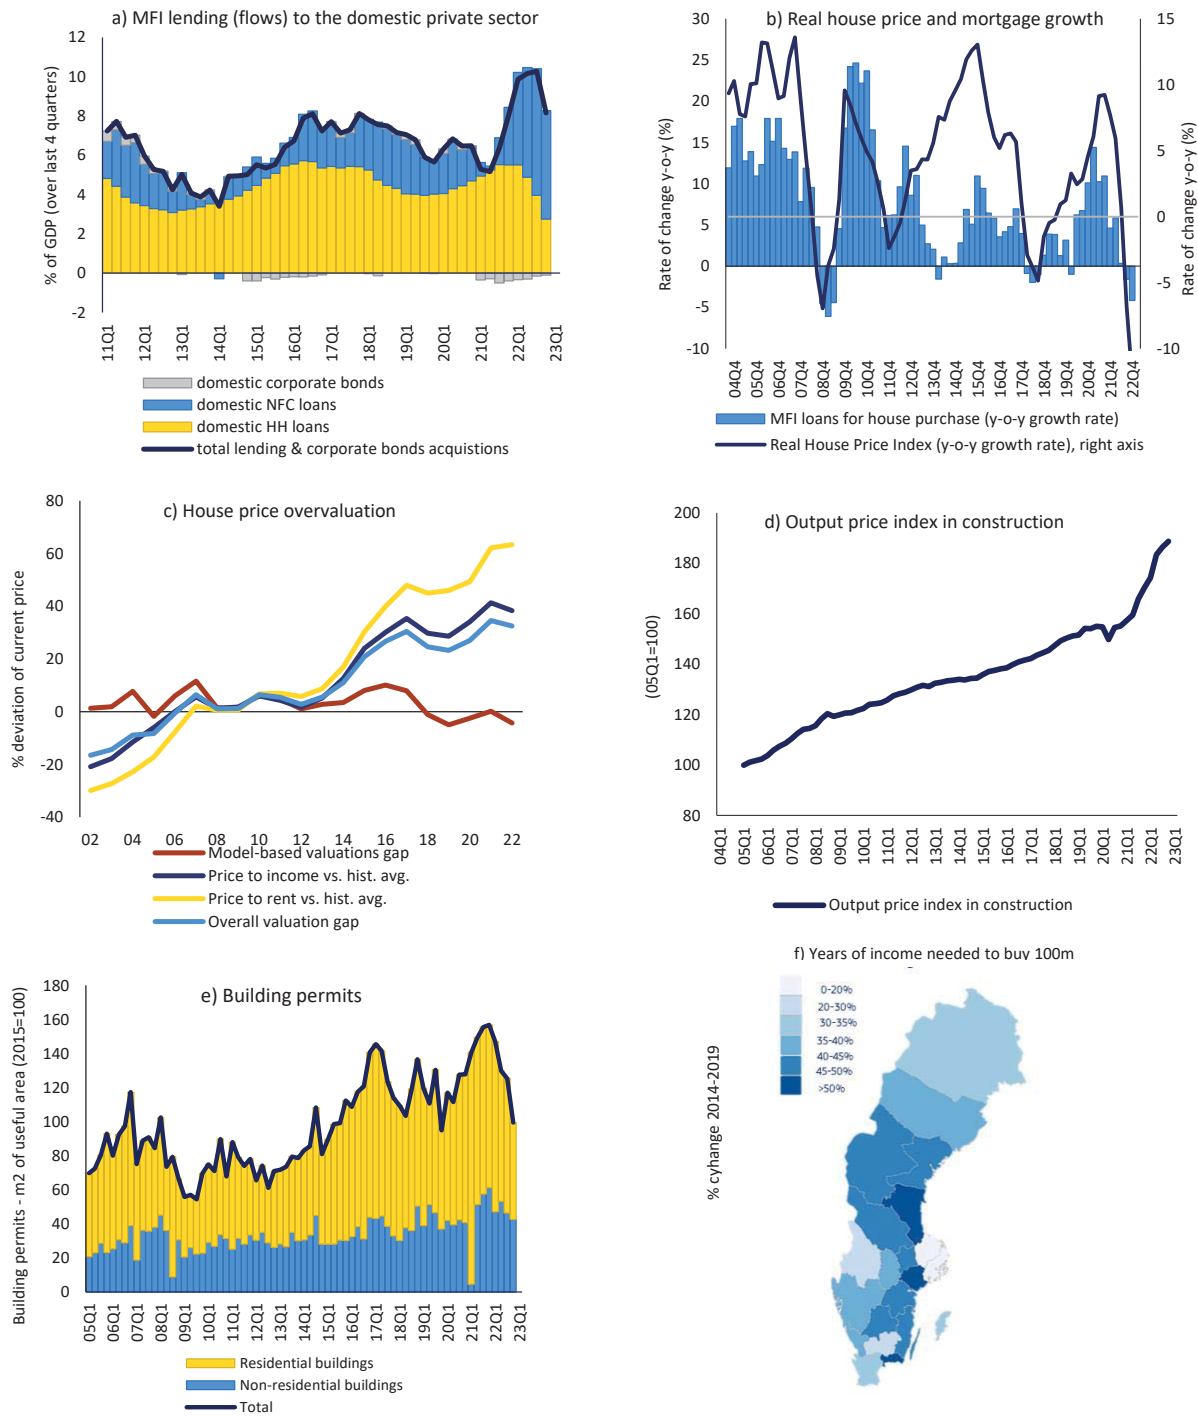 a) MFI lending (flows) to the domestic private sector
% of GDP (over last 4 quarters)
12
10
8
6
4
2
0
-2
11Q1
12Q1
13Q1
14Q1
15Q1
16Q1
17Q1
18Q1
19Q1
20Q1
21Q1
22Q1
23Q1
domestic corporate bonds
domestic NFC loans
domestic HH loans
total lending & corporate bonds acquistions
b) Real house price and mortgage growth
Rate of change y-o-y (%)
30
25
20
15
10
5
0
-5
-10
15
10
5
0
-5
-10
Rate of change y-o-y (%)
04Q4
05Q4
06Q4
07Q4
08Q4
09Q4
10Q4
11Q4
12Q4
13Q4
14Q4
15Q4
16Q4
17Q4
18Q4
19Q4
20Q4
21Q4
22Q4
MFI loans for house purchase (y-o-y growth rate)
Real House Price Index (y-o-y growth rate), right axis
c) House price overvaluation
% deviation of current price
80
60
40
20
0
-20
-40
02 04 06 08 10 12 14 16 18 20 22
Model-based valuations gap
Price to income vs. hist. avg.
Price to rent vs. hist. avg.
Overall valuation gap
d) Output price index in construction
(05Q1=100)
200
180
160
140
120
100
80
04Q1
05Q1
06Q1
07Q1
08Q1
09Q1
10Q1
11Q1
12Q1
13Q1
14Q1
15Q1
16Q1
17Q1
18Q1
19Q1
20Q1
21Q1
22Q1
23Q1
Output price index in construction
e) Building permits
Building permits - m2 of useful area (2015=100)
180
160
140
120
100
80
60
40
20
0
05Q1
06Q1
07Q1
08Q1
09Q1
10Q1
11Q1
12Q1
13Q1
14Q1
15Q1
16Q1
17Q1
18Q1
19Q1
20Q1
21Q1
22Q1
23Q1
Residential buildings
Non-residential buildings
Total
f) Years of income needed to buy 100m
% cyhange 2014-2019
0-20%
20-30%
30-35%
35-40%
40-45%
45-50%
>50%